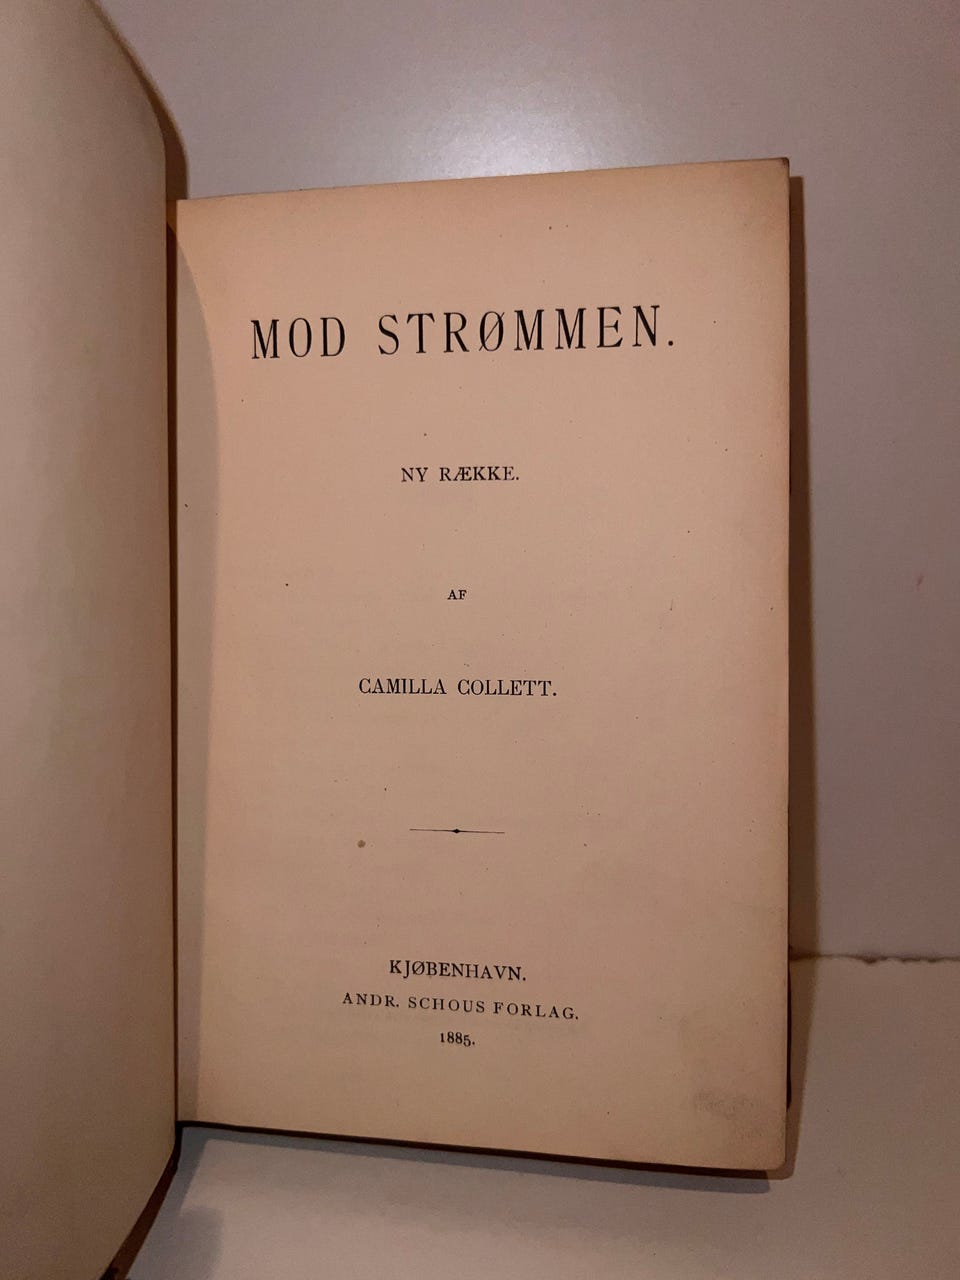 MOD STRØMMEN.
NY RÆKKE.
AF
CAMILLA COLLETT.
KJØBENHAVN.
ANDR. SCHOUS FORLAG.
1885.